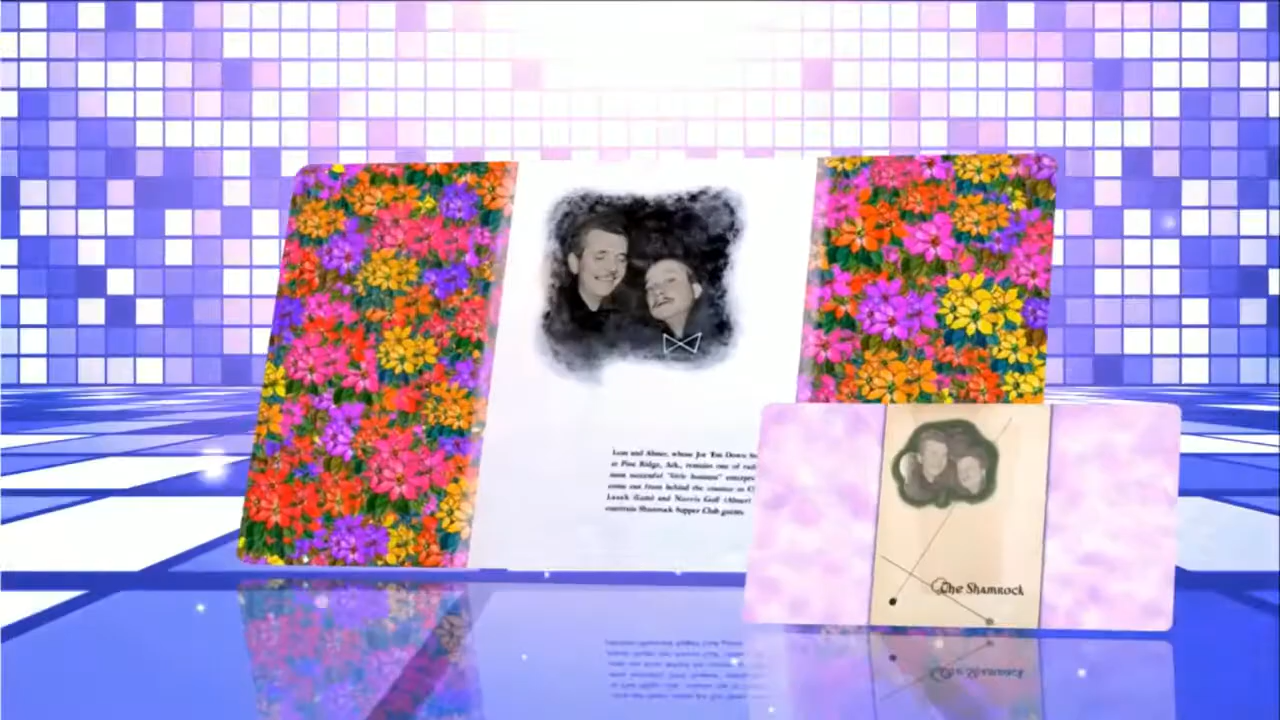 Lum and Abner, whose Jot 'Em Down
at Pine Ridge, Ark., remains one of
most successful "little business"
come out from behind the counter as
Lauck (Lum) and Norris Goff (Abner)
entertain Shamrock Supper Club guests.
The Shamrock